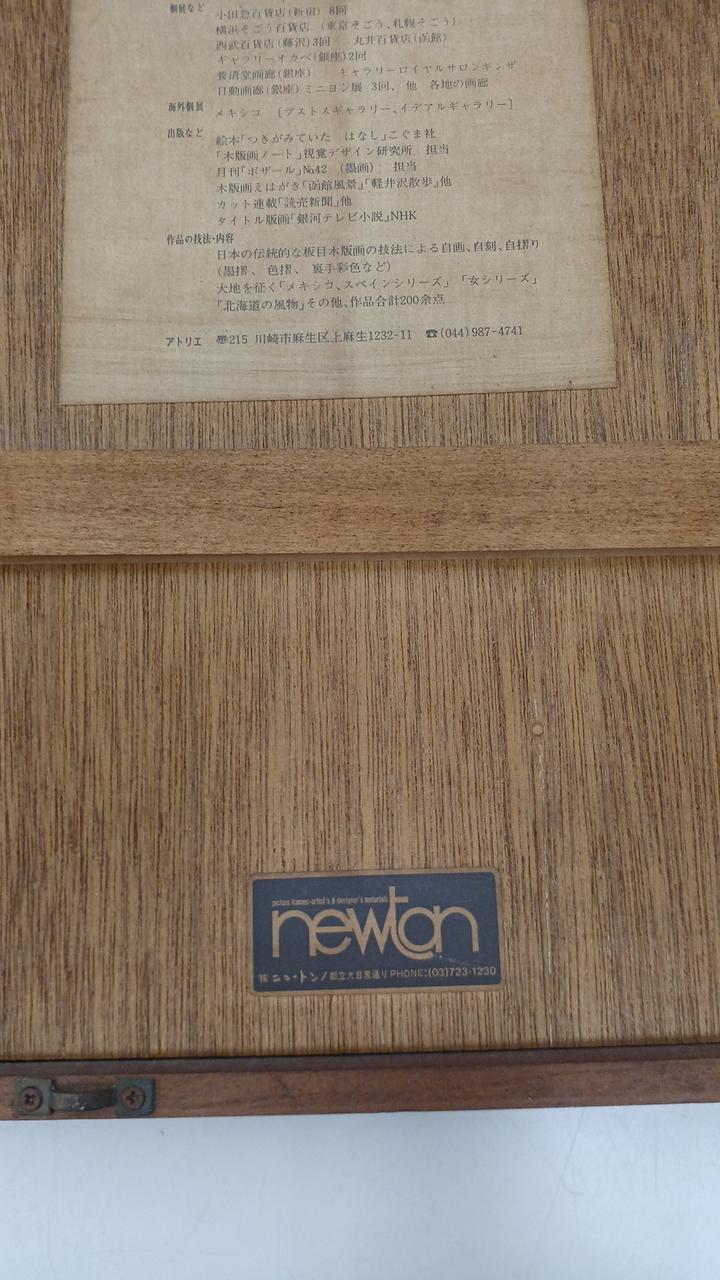 個展など 小田急百貨店(新宿) 8回
横浜そごう百貨店 (東京そごう、札幌そごう)
西武百貨店(藤沢)3回 丸井百貨店(函館)
ギャラリーオカベ(銀座)2回
養清堂画廊(銀座) ギャラリーロイヤルサロンギンザ
日動画廊(銀座)ミニヨン展 3回、他 各地の画廊
海外個展 メキシコ [プストスギャラリー、イデアルギャラリー]
出版など 絵本「つきがみていた はなし」こぐま社
「木版画ノート」視覚デザイン研究所 担当
月刊「ボザール」No.42 (墨画) 担当
木版画えはがき「函館風景」「軽井沢散歩」他
カット連載「読売新聞」他
タイトル版画「銀河テレビ小説」NHK
作品の技法・内容
日本の伝統的な板目木版画の技法による自画、自刻、自摺り
(墨摺、色摺、裏手彩色など)
大地を征く「メキシコ、スペインシリーズ」「女シリーズ」
「北海道の風物」その他、作品合計200余点
アトリエ 〠215 川崎市麻生区上麻生1232-11 ☎(044)987-4741
picture frames-artist's & designer's materials
newton
㈱ニュートン/都立大目黒通り PHONE:(03)723-1230